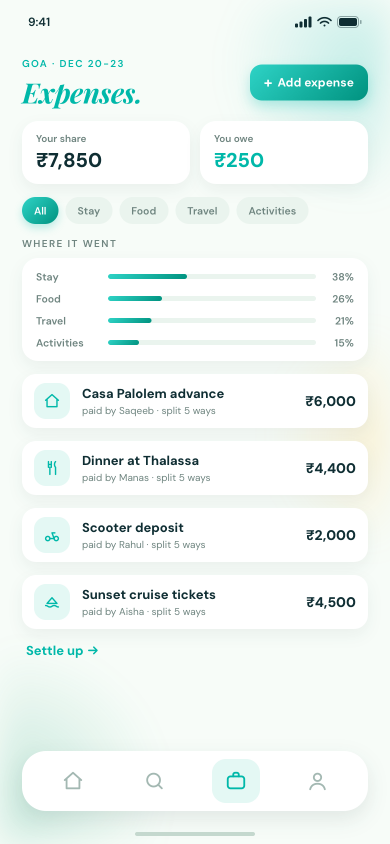 9:41
GOA · DEC 20–23
Expenses.
+ Add expense
Your share
₹7,850
You owe
₹250
All
Stay
Food
Travel
Activities
WHERE IT WENT
Stay 38%
Food 26%
Travel 21%
Activities 15%
Casa Palolem advance
paid by Saqeeb · split 5 ways
₹6,000
Dinner at Thalassa
paid by Manas · split 5 ways
₹4,400
Scooter deposit
paid by Rahul · split 5 ways
₹2,000
Sunset cruise tickets
paid by Aisha · split 5 ways
₹4,500
Settle up →